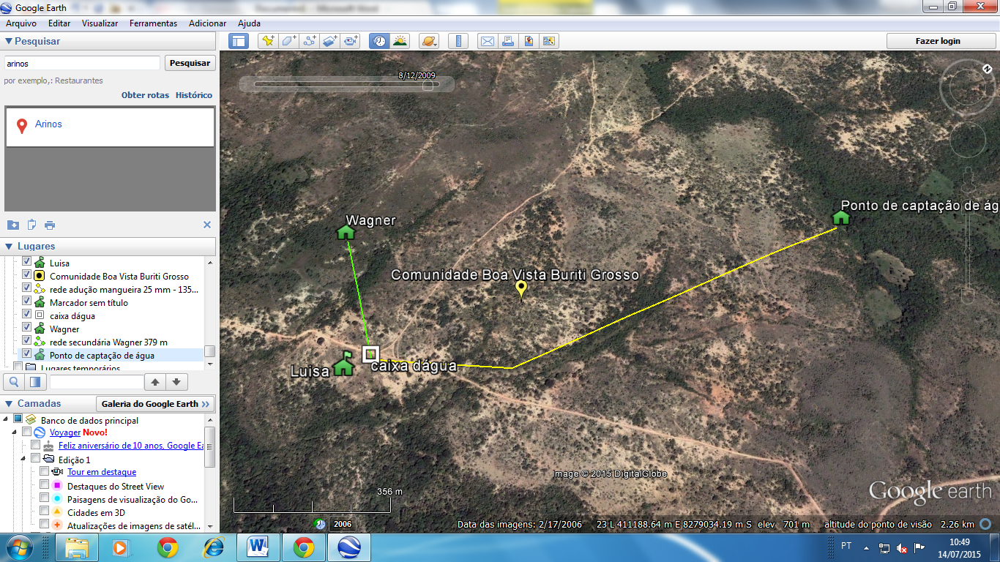 Google Earth
Arquivo Editar Visualizar Ferramentas Adicionar Ajuda
Pesquisar
arinos
Pesquisar
por exemplo,: Restaurantes
Obter rotas Histórico
Arinos
Lugares
Luisa
Comunidade Boa Vista Buriti Grosso
rede adução mangueira 25 mm - 135...
Marcador sem título
caixa dágua
Wagner
rede secundária Wagner 379 m
Ponto de captação de água
Lugares temporários
Camadas
Galeria do Google Earth »
Banco de dados principal
Voyager Novo!
Feliz aniversário de 10 anos, Google Ea
Edição 1
Tour em destaque
Destaques do Street View
Paisagens de visualização do Go...
Cidades em 3D
Atualizações de imagens de satél...
Fazer login
8/12/2009
Ponto de captação de ág
Wagner
Comunidade Boa Vista Buriti Grosso
Luisa
caixa dágua
mage © 2015 DigitalGlobe
Google earth
356 m
2006
Data das imagens: 2/17/2006 23 L 411188.64 m E 8279034.19 m S elev 701 m altitude do ponto de visão 2.26 km
PT
10:49
14/07/2015